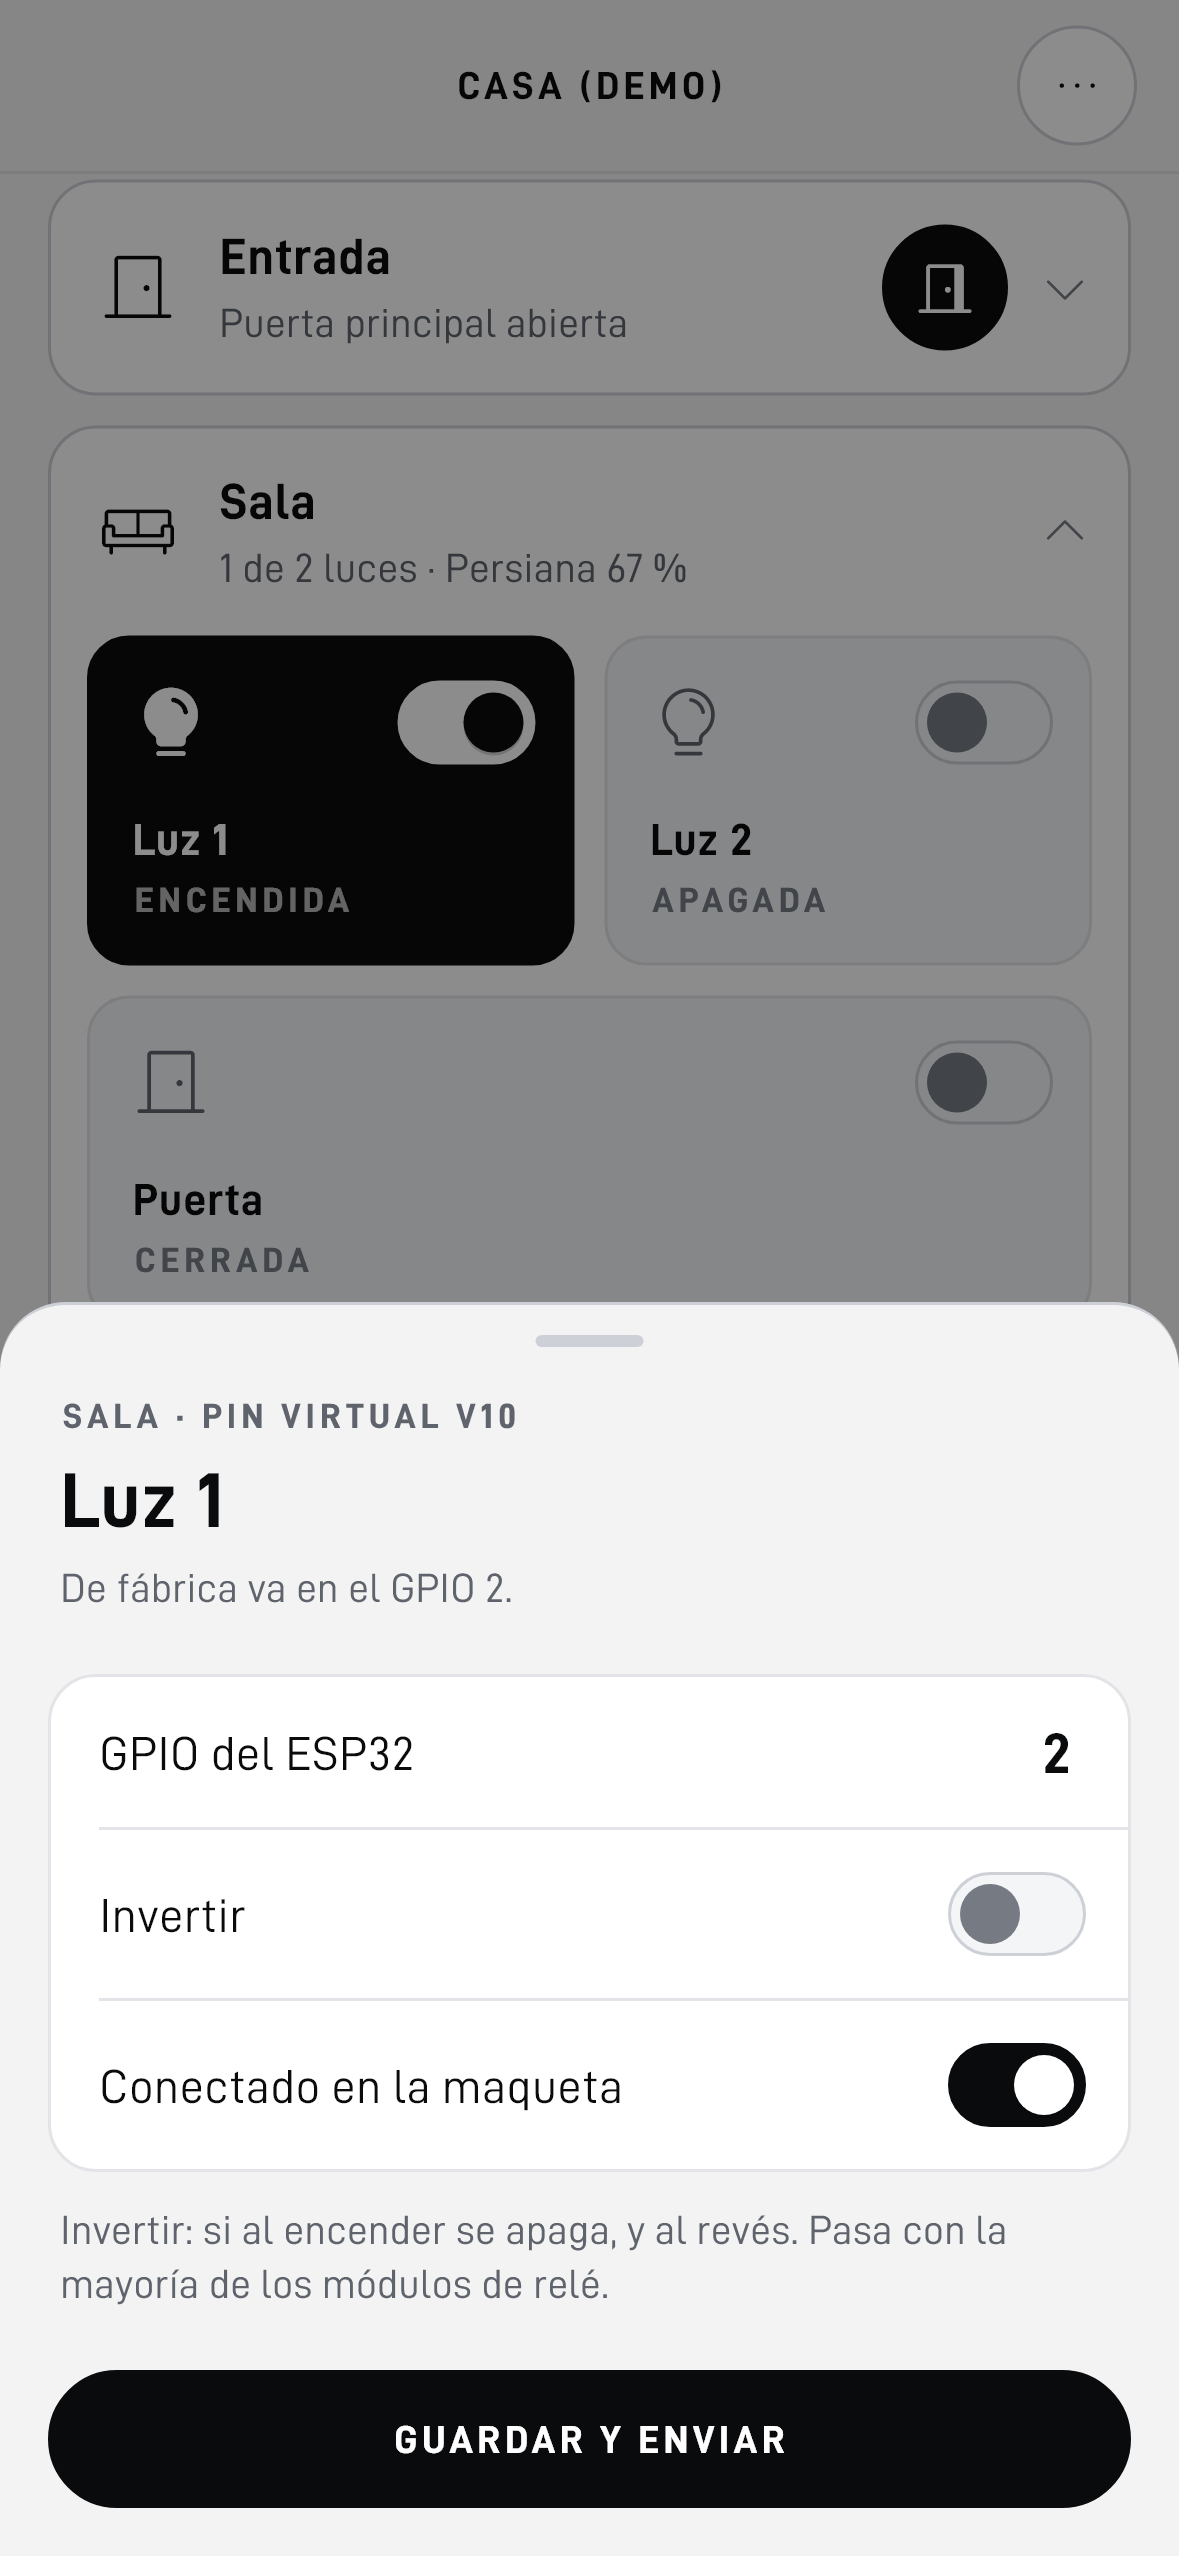 CASA (DEMO)
Entrada
Puerta principal abierta
Sala
1 de 2 luces · Persiana 67 %
Luz 1
ENCENDIDA
Luz 2
APAGADA
Puerta
CERRADA
SALA · PIN VIRTUAL V10
Luz 1
De fábrica va en el GPIO 2.
GPIO del ESP32
2
Invertir
Conectado en la maqueta
Invertir: si al encender se apaga, y al revés. Pasa con la
mayoría de los módulos de relé.
GUARDAR Y ENVIAR